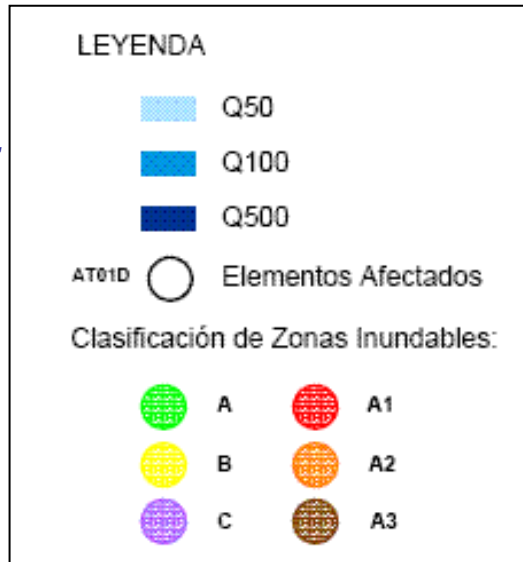 LEYENDA
Q50
Q100
Q500
AT01D Elementos Afectados
Clasificación de Zonas Inundables:
A A1
B A2
C A3